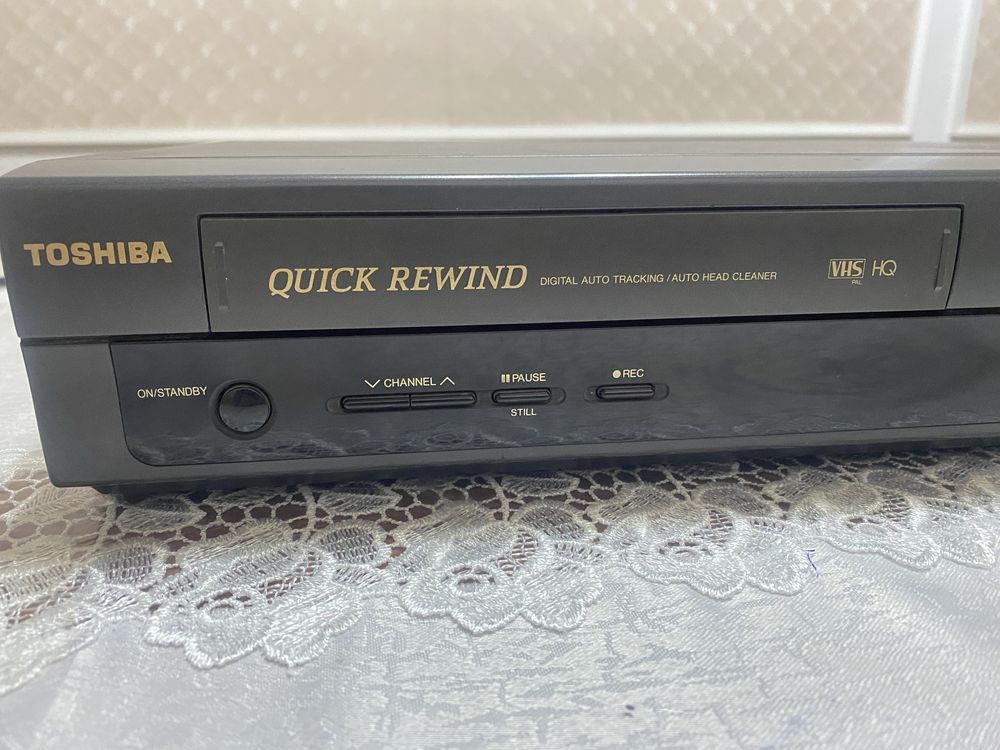 TOSHIBA
QUICK REWIND DIGITAL AUTO TRACKING / AUTO HEAD CLEANER VHS HQ
PAL
ON/STANDBY
CHANNEL
PAUSE
STILL
REC